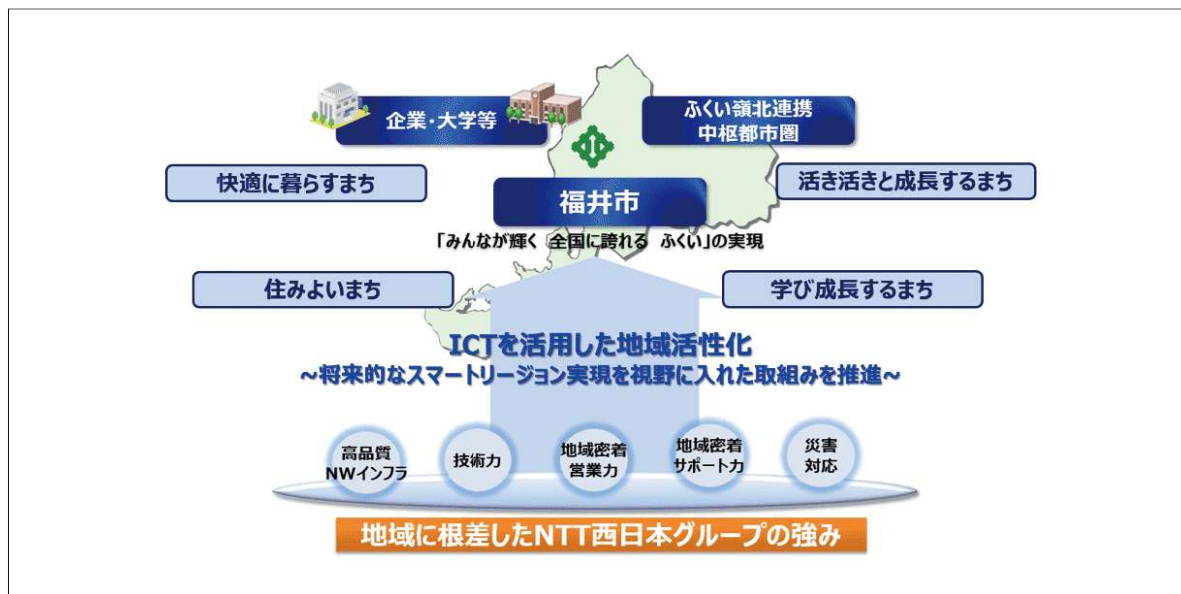 企業・大学等
ふくい嶺北連携
中枢都市圏
快適に暮らすまち
活き活きと成長するまち
福井市
「みんなが輝く 全国に誇れる ふくい」の実現
住みよいまち
学び成長するまち
ICTを活用した地域活性化
~将来的なスマートリージョン実現を視野に入れた取組みを推進~
高品質
NWインフラ
技術力
地域密着
営業力
地域密着
サポート力
災害
対応
地域に根差したNTT西日本グループの強み